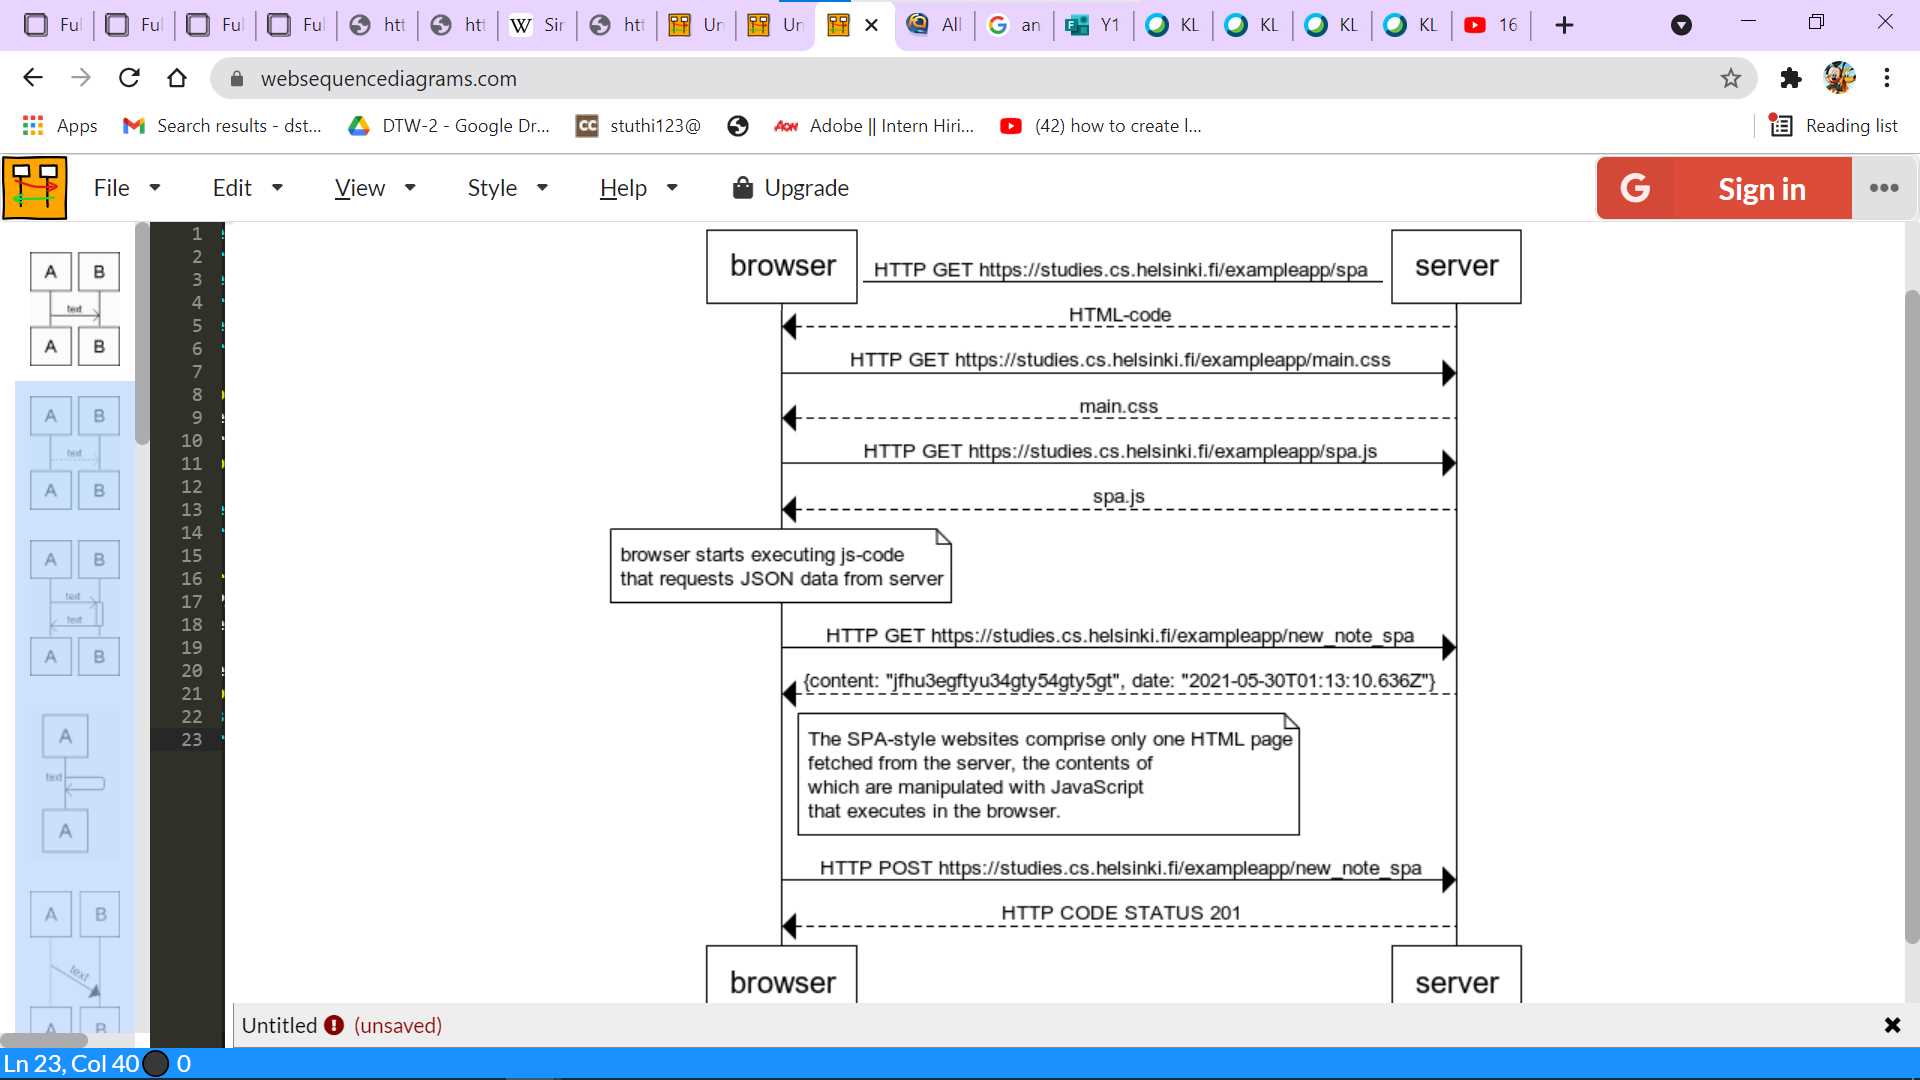 Ful
Ful
Ful
Ful
htt
htt
W Sir
htt
Un
Un
All
an
Y1
KL
KL
KL
KL
16
websequencediagrams.com
Apps
Search results - dst...
DTW-2 - Google Dr...
CC stuthi123@
AON Adobe || Intern Hiri...
(42) how to create l...
Reading list
File
Edit
View
Style
Help
Upgrade
G Sign in
A B
text
A B
A B
text
A B
A B
text
text
A B
A
text
A
A B
text
A B
1
2
3
4
5
6
7
8
9
10
11
12
13
14
15
16
17
18
19
20
21
22
23
browser
server
HTTP GET https://studies.cs.helsinki.fi/exampleapp/spa
HTML-code
HTTP GET https://studies.cs.helsinki.fi/exampleapp/main.css
main.css
HTTP GET https://studies.cs.helsinki.fi/exampleapp/spa.js
spa.js
browser starts executing js-code
that requests JSON data from server
HTTP GET https://studies.cs.helsinki.fi/exampleapp/new_note_spa
{content: "jfhu3egftyu34gty54gty5gt", date: "2021-05-30T01:13:10.636Z"}
The SPA-style websites comprise only one HTML page
fetched from the server, the contents of
which are manipulated with JavaScript
that executes in the browser.
HTTP POST https://studies.cs.helsinki.fi/exampleapp/new_note_spa
HTTP CODE STATUS 201
browser
server
Untitled ! (unsaved)
Ln 23, Col 40 0